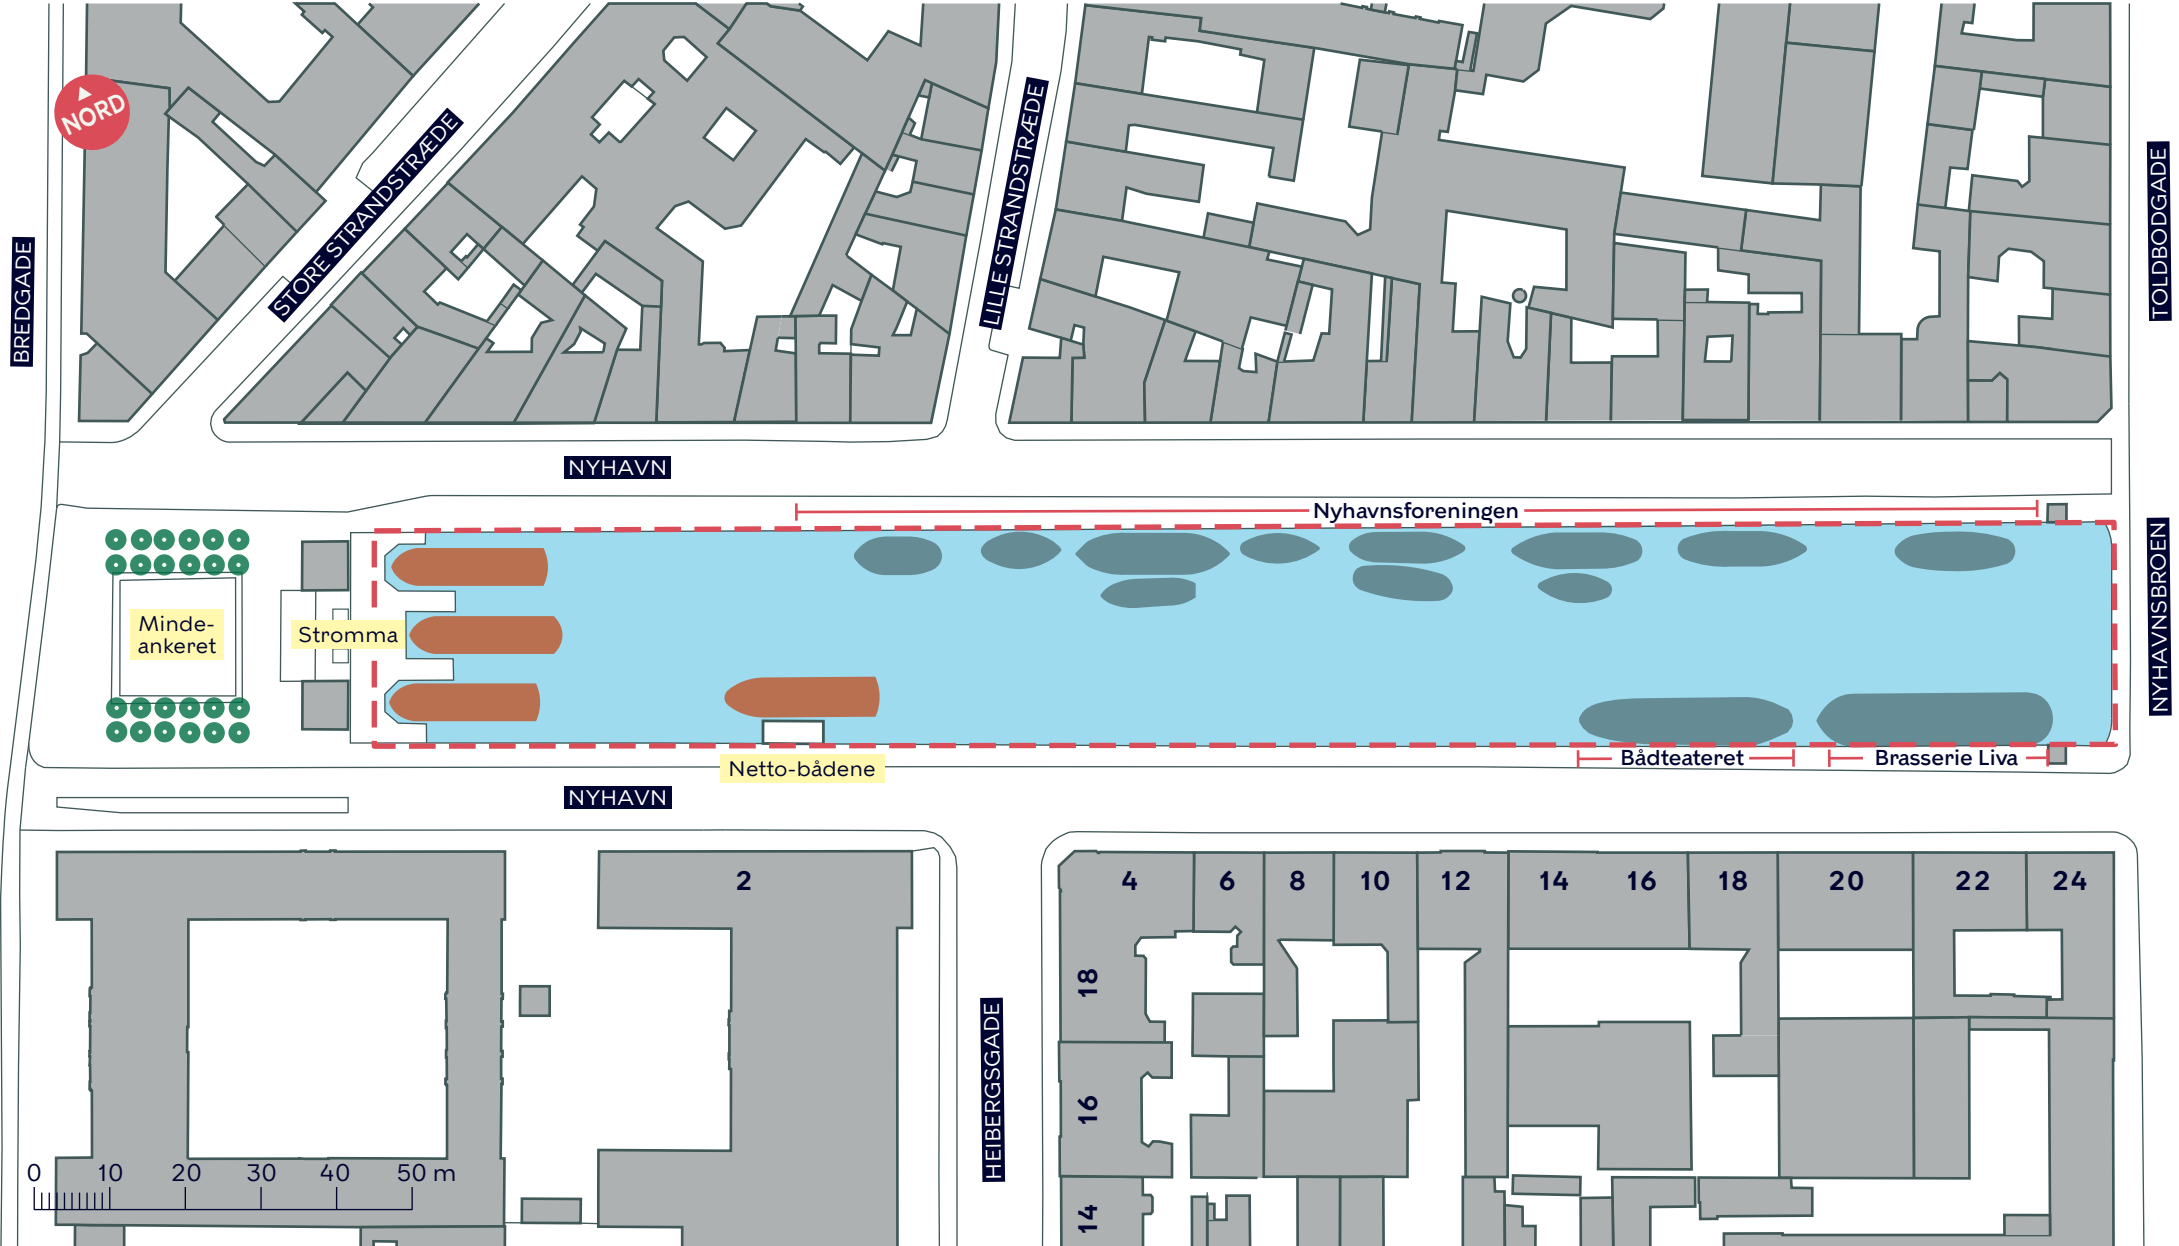 NORD
BREDGADE
STORE STRANDSTRÆDE
LILLE STRANDSTRÆDE
TOLDBODGADE
NYHAVN
Nyhavnsforeningen
Minde-
ankeret
Stromma
NYHAVNSBROEN
Netto-bådene
Bådteateret
Brasserie Liva
NYHAVN
2
4 6 8 10 12 14 16 18 20 22 24
18
16
14
HEIBERGSGADE
0 10 20 30 40 50 m